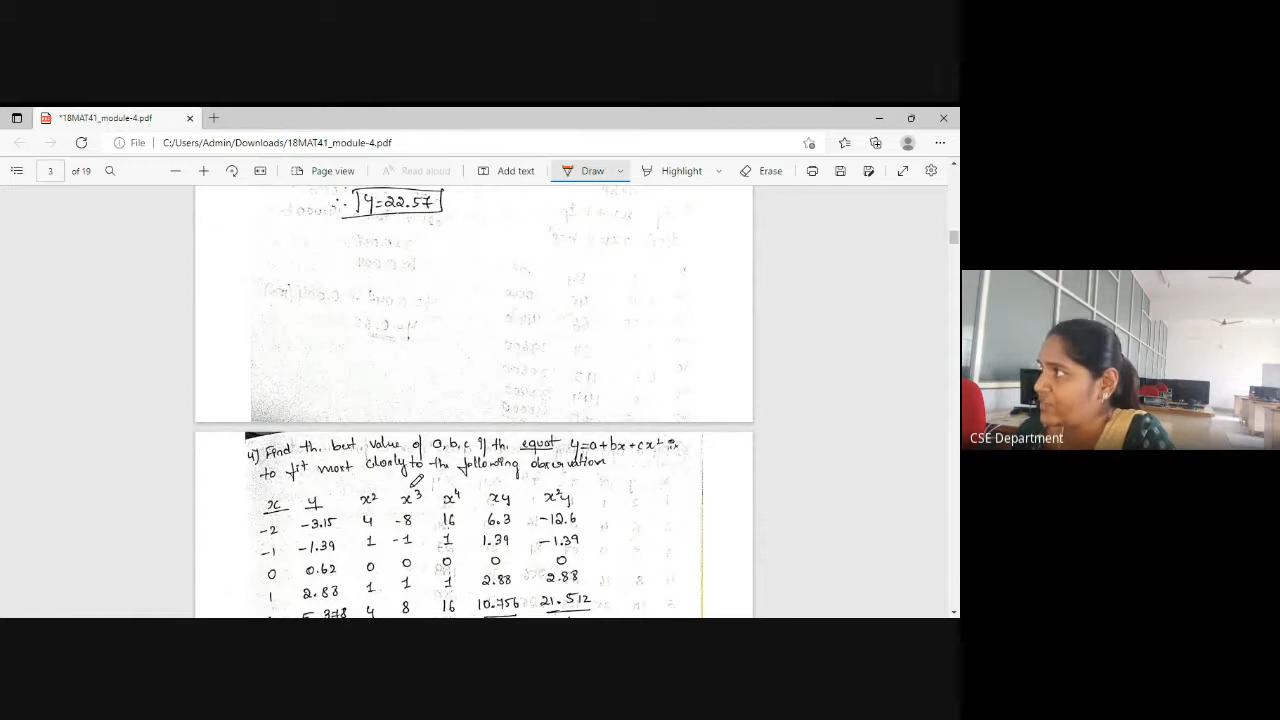 *18MAT41_module-4.pdf
File C:/Users/Admin/Downloads/18MAT41_module-4.pdf
3 of 19 Page view Read aloud Add text Draw Highlight Erase
∴ y=22.57
4) Find the best value of a,b,c if the equat y=a+bx+cx² is
to fit most closely to the following observation
x y x2 x3 x4 xy x²y
-2 -3.15 4 -8 16 6.3 -12.6
-1 -1.39 1 -1 1 1.39 -1.39
0 0.62 0 0 0 0 0
1 2.88 1 1 1 2.88 2.88
5.378 4 8 16 10.756 21.512
CSE Department